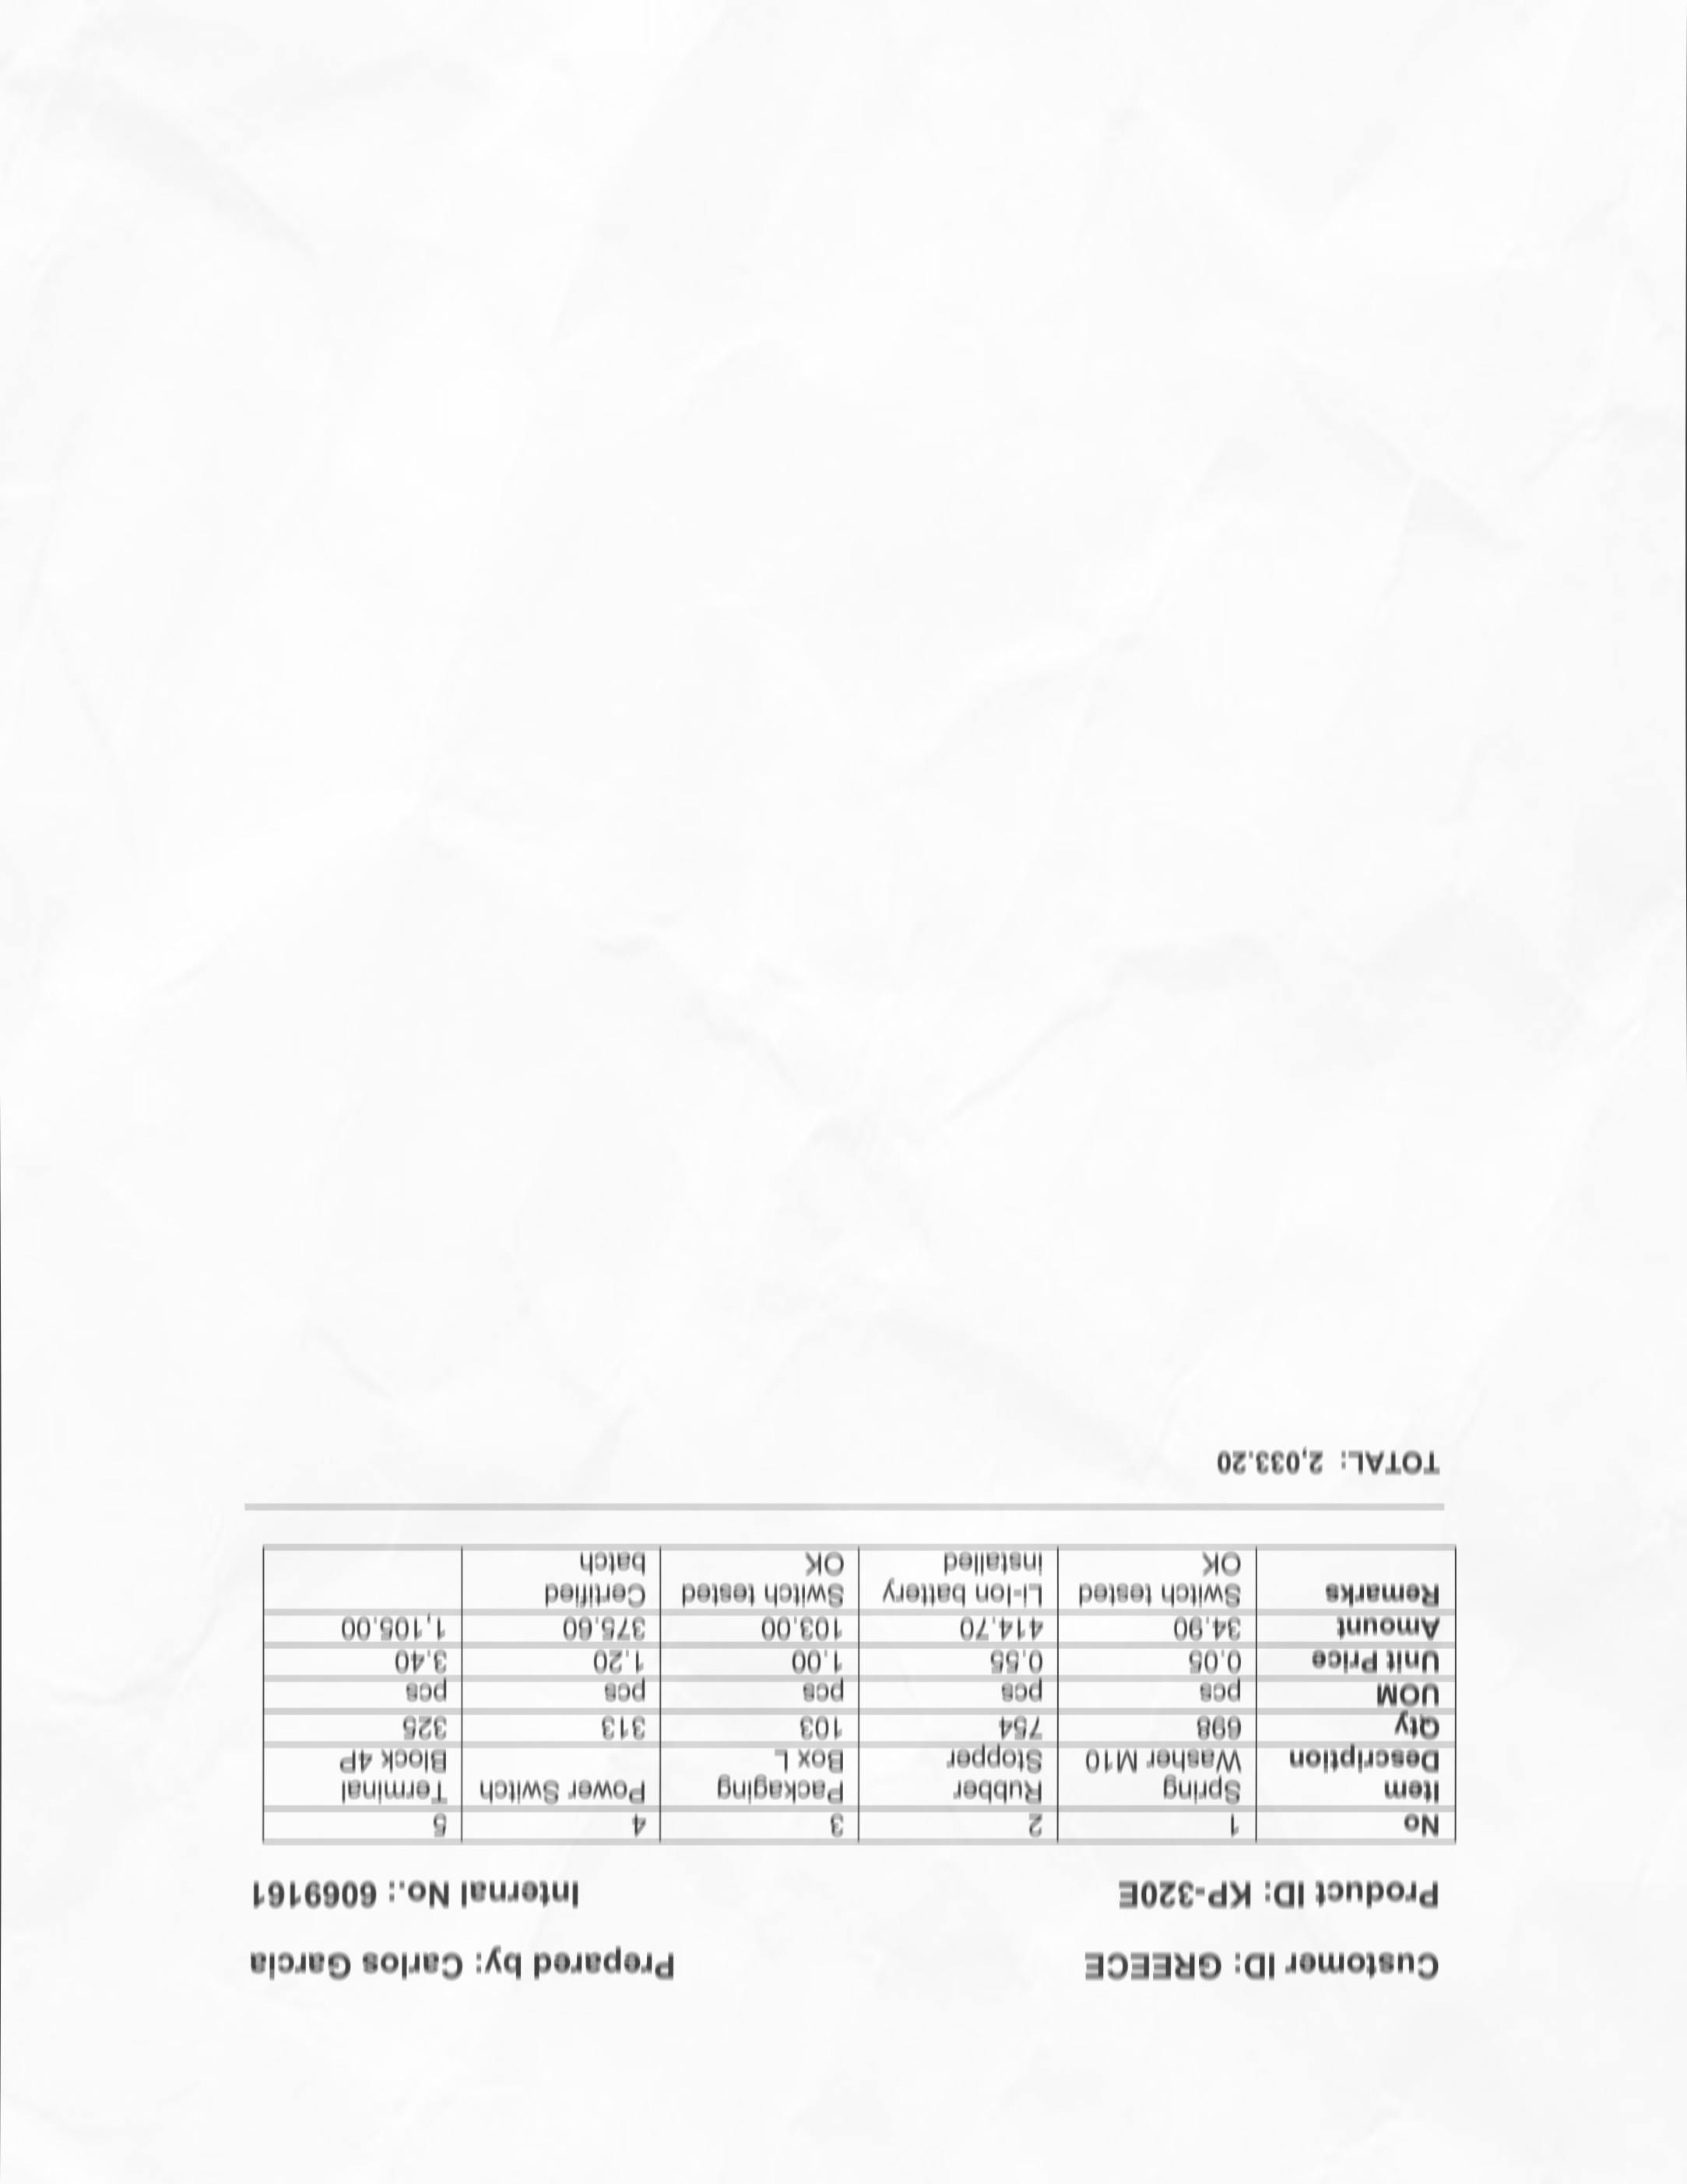 Customer ID: GREECE Prepared by: Carlos Garcia
Product ID: KP-320E Internal No.: 6069161
No 1 2 3 4 5
Item Description Spring Washer M10 Rubber Stopper Packaging Box L Power Switch Terminal Block 4P
Qty 698 754 103 313 325
UOM pcs pcs pcs pcs pcs
Unit Price 0.05 0.55 1.00 1.20 3.40
Amount 34.90 414.70 103.00 375.60 1,105.00
Remarks Switch tested OK Li-ion battery installed Switch tested OK Certified batch
TOTAL: 2,033.20